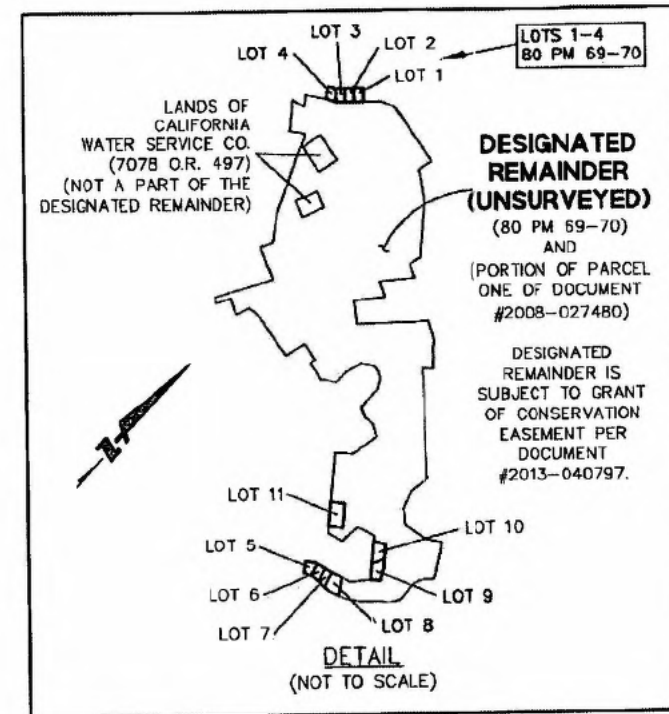 LOTS 1-4
80 PM 69-70
LOT 3
LOT 2
LOT 4
LOT 1
LANDS OF
CALIFORNIA
WATER SERVICE CO.
(7078 O.R. 497)
(NOT A PART OF THE
DESIGNATED REMAINDER)
DESIGNATED
REMAINDER
(UNSURVEYED)
(80 PM 69-70)
AND
(PORTION OF PARCEL
ONE OF DOCUMENT
#2008-027480)
DESIGNATED
REMAINDER IS
SUBJECT TO GRANT
OF CONSERVATION
EASEMENT PER
DOCUMENT
#2013-040797.
N
LOT 11
LOT 10
LOT 5
LOT 6
LOT 9
LOT 7
LOT 8
DETAIL
(NOT TO SCALE)